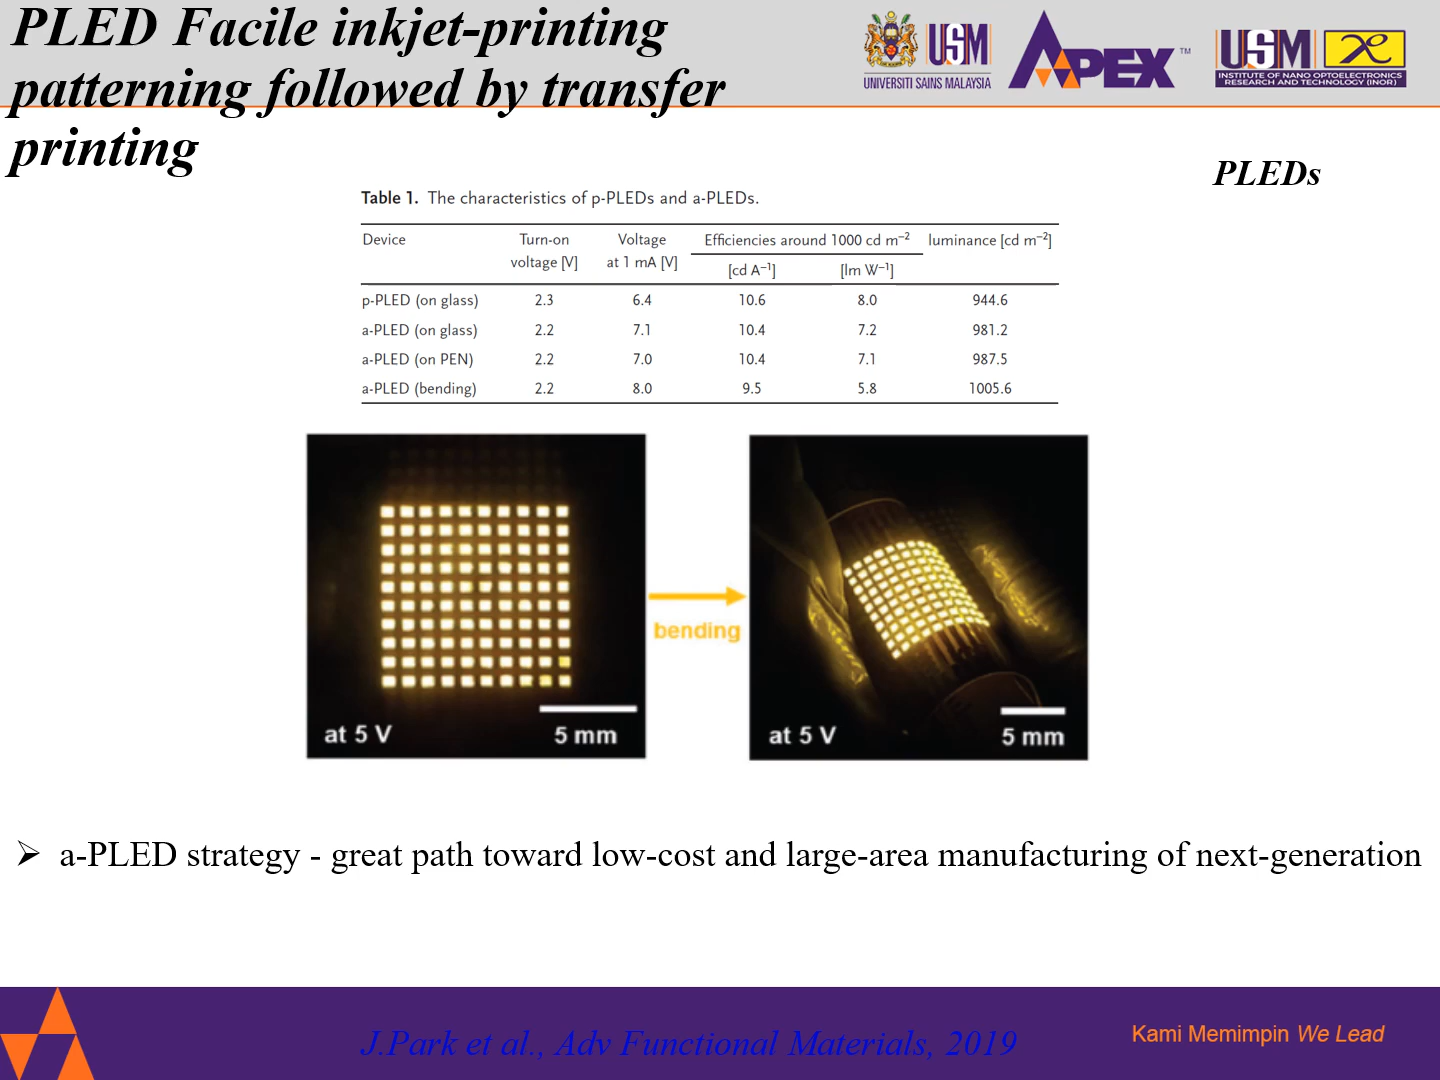 PLED Facile inkjet-printing
patterning followed by transfer
printing
USM
UNIVERSITI SAINS MALAYSIA
APEX™
USM
INSTITUTE OF NANO OPTOELECTRONICS
RESEARCH AND TECHNOLOGY (INOR)
PLEDs
Table 1. The characteristics of p-PLEDs and a-PLEDs.
Device Turn-on Voltage Efficiencies around 1000 cd m⁻² luminance [cd m⁻²]
voltage [V] at 1 mA [V] [cd A⁻¹] [lm W⁻¹]
p-PLED (on glass) 2.3 6.4 10.6 8.0 944.6
a-PLED (on glass) 2.2 7.1 10.4 7.2 981.2
a-PLED (on PEN) 2.2 7.0 10.4 7.1 987.5
a-PLED (bending) 2.2 8.0 9.5 5.8 1005.6
at 5 V 5 mm
bending
at 5 V 5 mm
➢ a-PLED strategy - great path toward low-cost and large-area manufacturing of next-generation
J.Park et al., Adv Functional Materials, 2019
Kami Memimpin We Lead